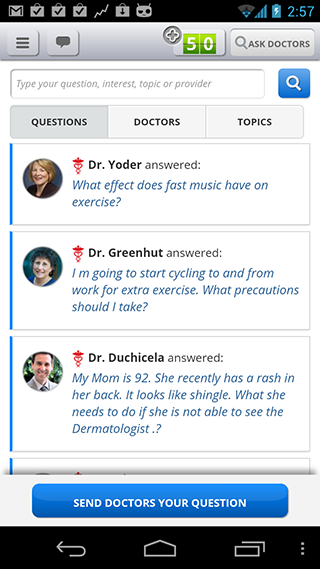 2:57
50
ASK DOCTORS
Type your question, interest, topic or provider
QUESTIONS
DOCTORS
TOPICS
Dr. Yoder answered:
What effect does fast music have on
exercise?
Dr. Greenhut answered:
I m going to start cycling to and from
work for extra exercise. What precautions
should I take?
Dr. Duchicela answered:
My Mom is 92. She recently has a rash in
her back. It looks like shingle. What she
needs to do if she is not able to see the
Dermatologist .?
SEND DOCTORS YOUR QUESTION